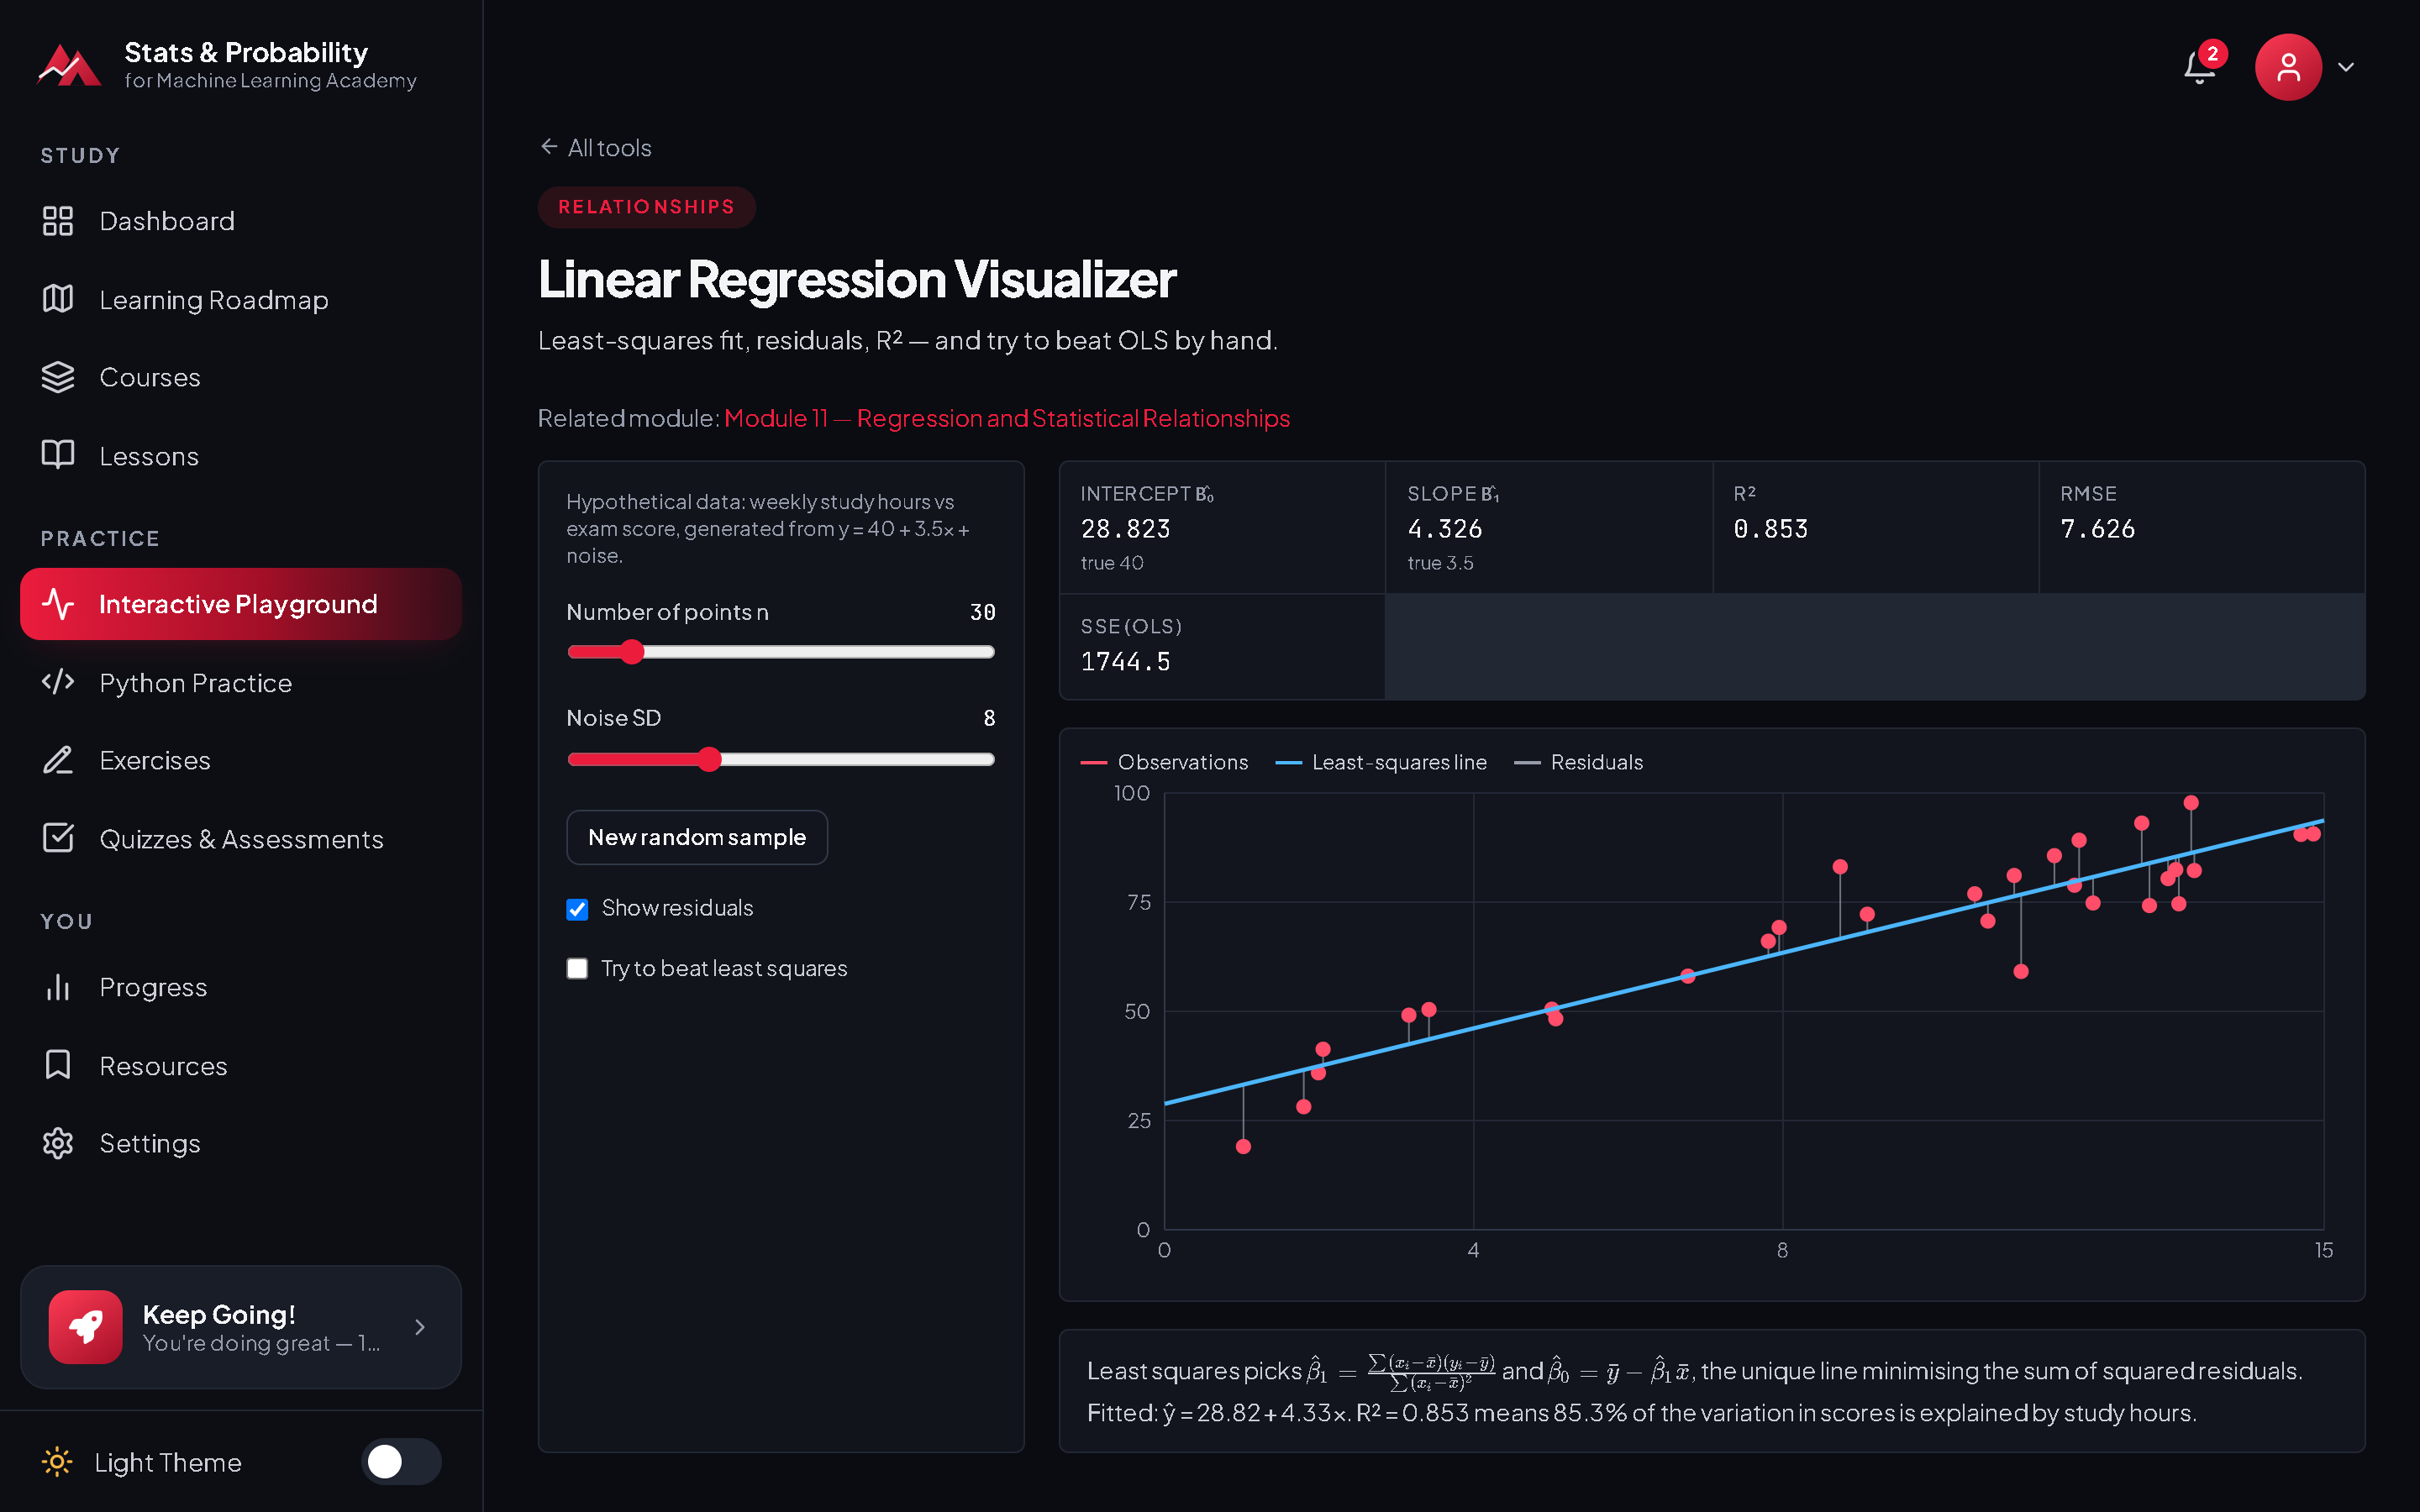 Stats & Probability
for Machine Learning Academy
STUDY
Dashboard
Learning Roadmap
Courses
Lessons
PRACTICE
Interactive Playground
Python Practice
Exercises
Quizzes & Assessments
YOU
Progress
Resources
Settings
Keep Going!
You're doing great — 1...
Light Theme
2
← All tools
RELATIONSHIPS
Linear Regression Visualizer
Least-squares fit, residuals, R² — and try to beat OLS by hand.
Related module: Module 11 — Regression and Statistical Relationships
Hypothetical data: weekly study hours vs
exam score, generated from y = 40 + 3.5x +
noise.
Number of points n 30
Noise SD 8
New random sample
Show residuals
Try to beat least squares
INTERCEPT B̂₀
28.823
true 40
SLOPE B̂₁
4.326
true 3.5
R²
0.853
RMSE
7.626
SSE (OLS)
1744.5
Observations Least-squares line Residuals
100
75
50
25
0
0 4 8 15
Least squares picks β̂₁ = ∑(xᵢ−x̄)(yᵢ−ȳ) / ∑(xᵢ−x̄)² and β̂₀ = ȳ − β̂₁x̄, the unique line minimising the sum of squared residuals.
Fitted: ŷ = 28.82 + 4.33x. R² = 0.853 means 85.3% of the variation in scores is explained by study hours.